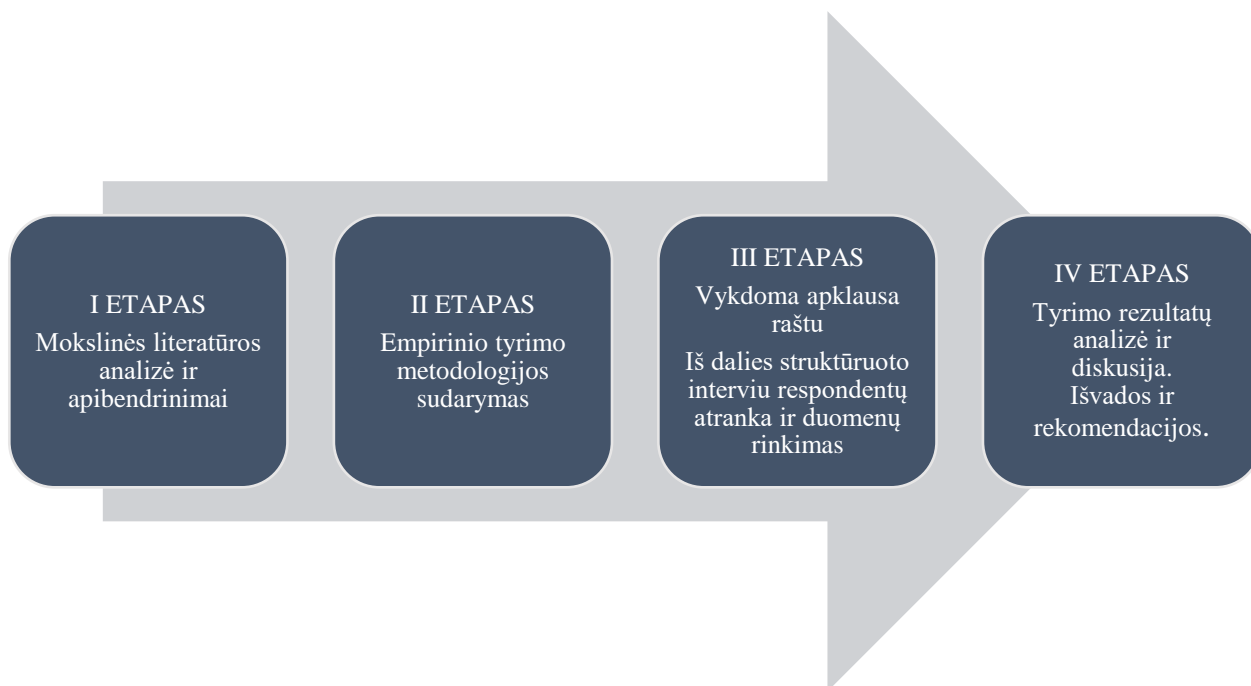 I ETAPAS
Mokslinės literatūros
analizė ir
apibendrinimai
II ETAPAS
Empirinio tyrimo
metodologijos
sudarymas
III ETAPAS
Vykdoma apklausa
raštu
Iš dalies struktūruoto
interviu respondentų
atranka ir duomenų
rinkimas
IV ETAPAS
Tyrimo rezultatų
analizė ir
diskusija.
Išvados ir
rekomendacijos.